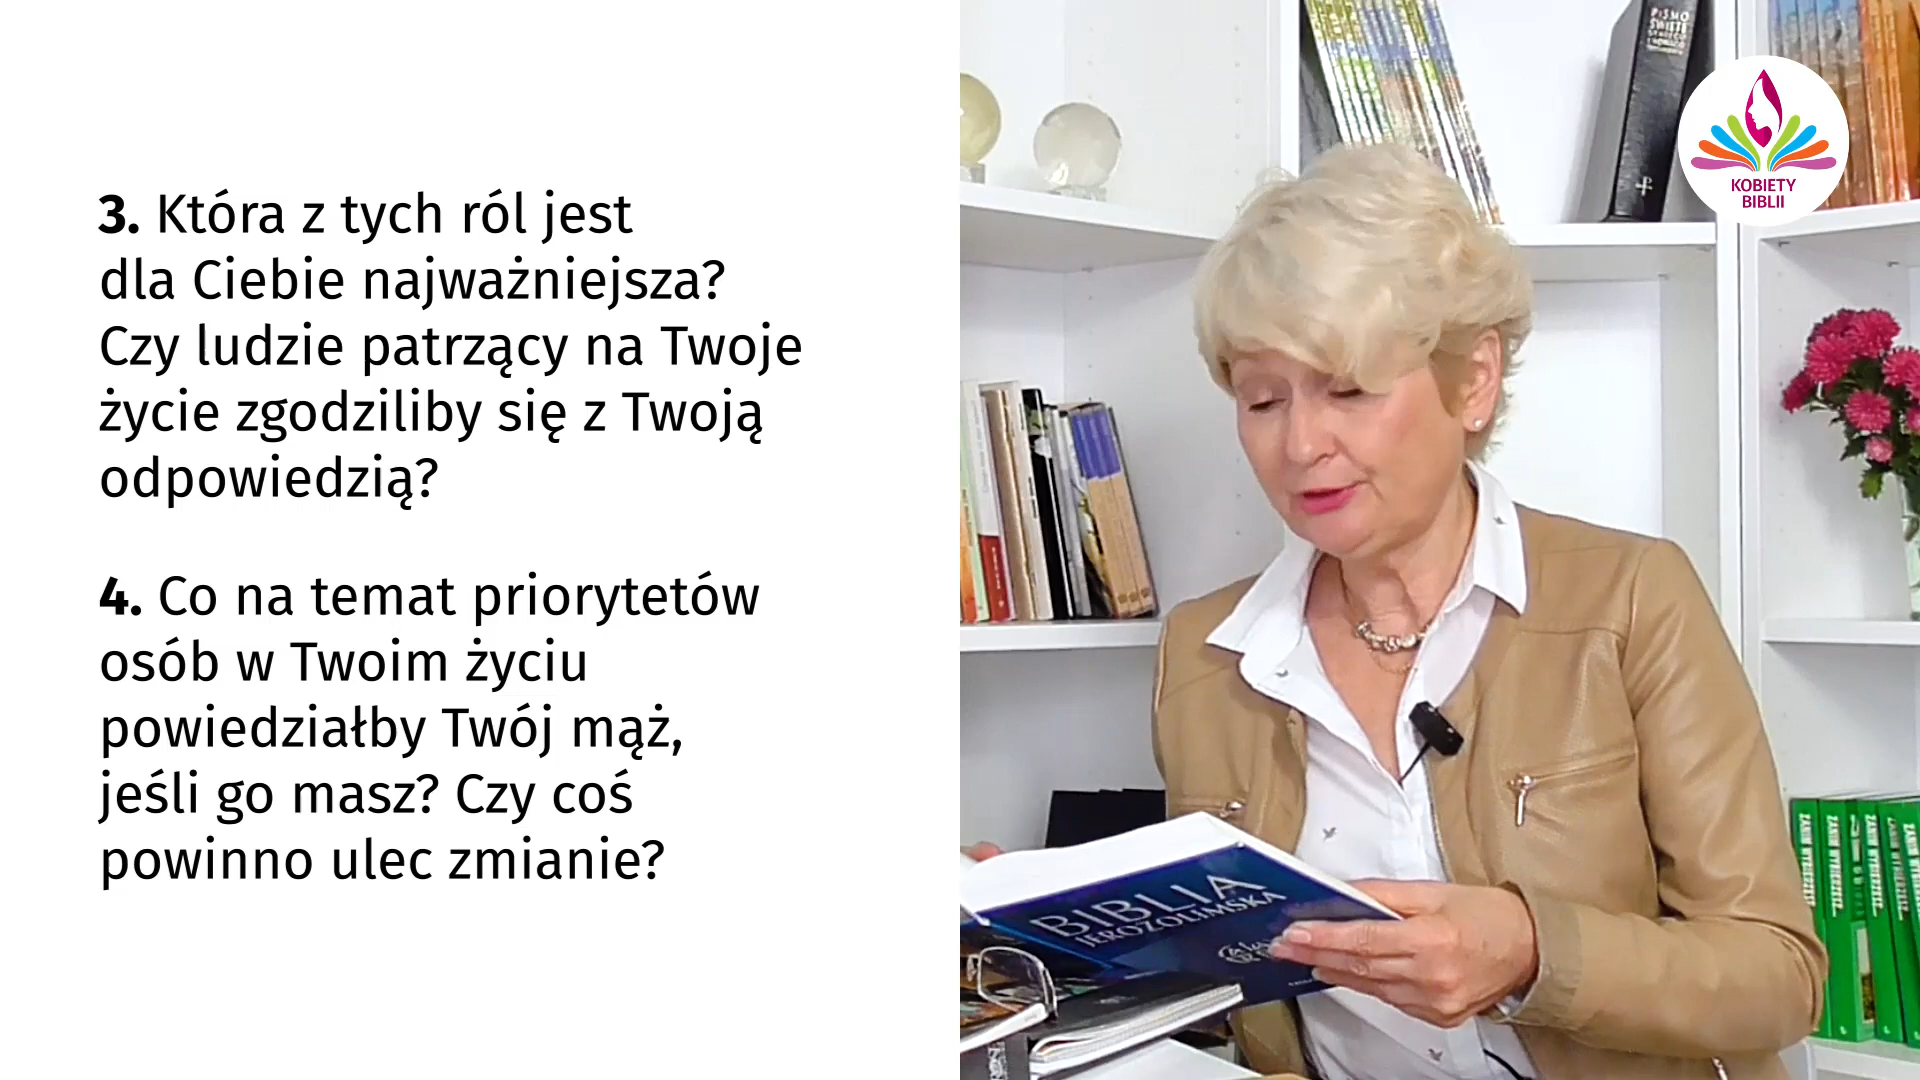 3. Która z tych ról jest
dla Ciebie najważniejsza?
Czy ludzie patrzący na Twoje
życie zgodziliby się z Twoją
odpowiedzią?
4. Co na temat priorytetów
osób w Twoim życiu
powiedziałby Twój mąż,
jeśli go masz? Czy coś
powinno ulec zmianie?
PISMO
ŚWIĘTE
KOBIETY
BIBLII
BIBLIA
JEROZOLIMSKA